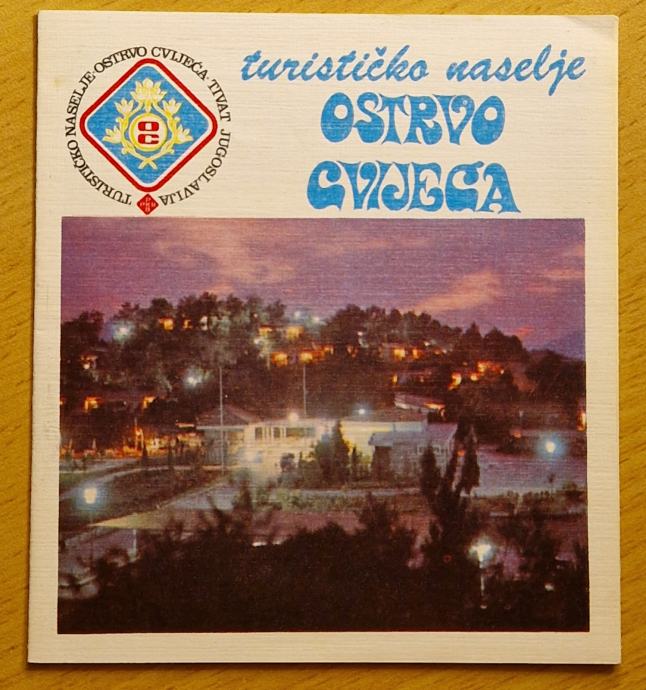 turističko naselje
OSTRVO
CVIJEĆA
TURISTIČKO NASELJE·OSTRVO CVIJEĆA·TIVAT JUGOSLAVIJA
OC